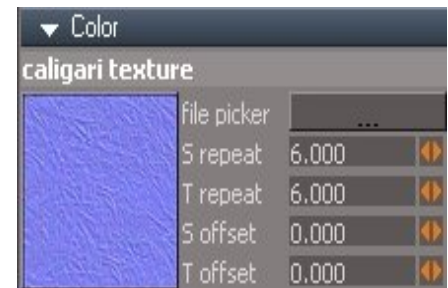 Color
caligari texture
file picker ...
S repeat 6.000
T repeat 6.000
S offset 0.000
T offset 0.000